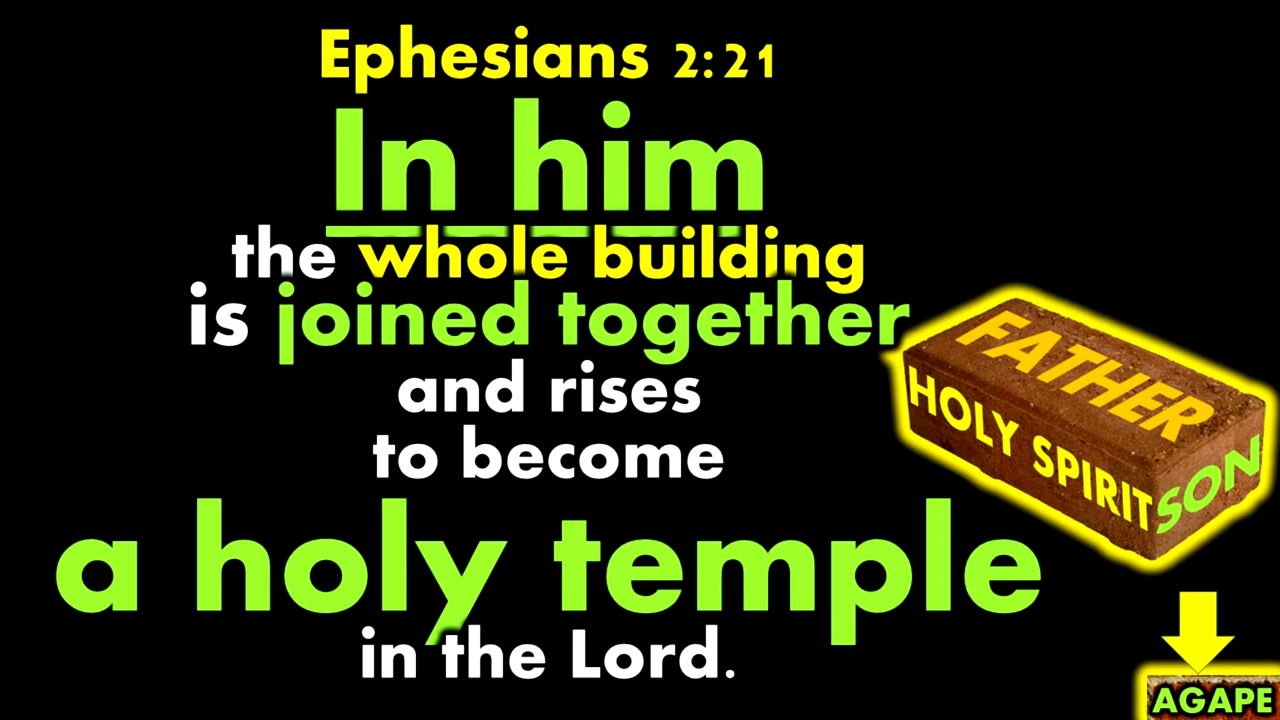 Ephesians 2:21
In him
the whole building
is joined together
and rises
to become
a holy temple
in the Lord.
FATHER
HOLY SPIRIT
SON
AGAPE